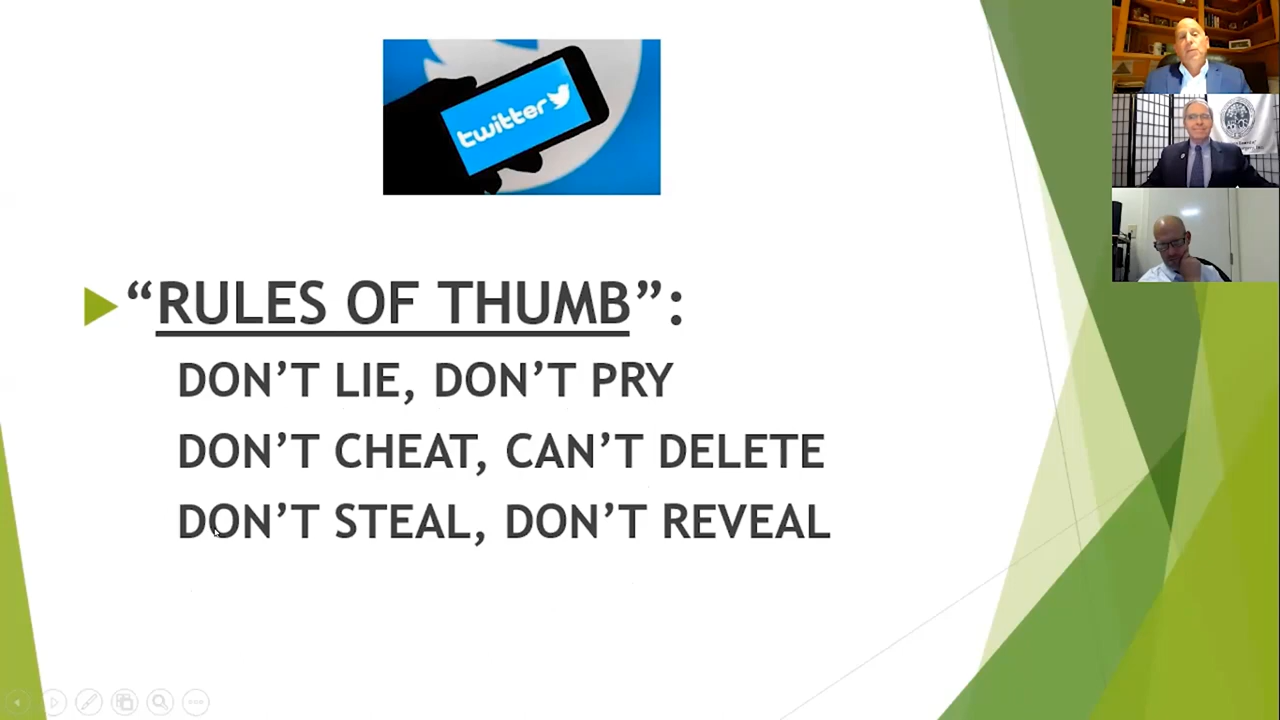 twitter
“RULES OF THUMB”:
DON’T LIE, DON’T PRY
DON’T CHEAT, CAN’T DELETE
DON’T STEAL, DON’T REVEAL